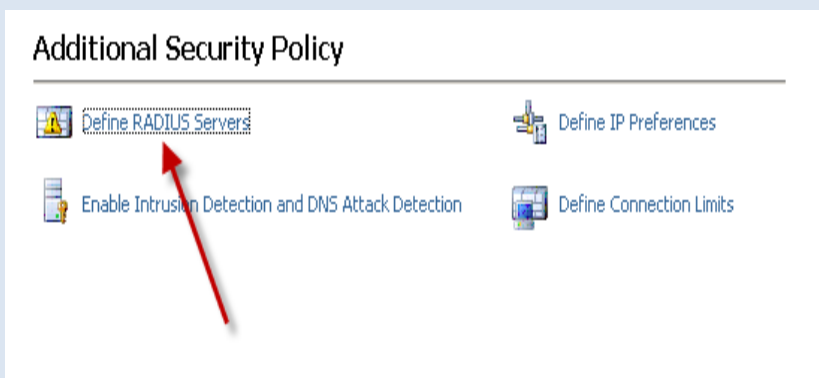 Additional Security Policy
Define RADIUS Servers
Define IP Preferences
Enable Intrusion Detection and DNS Attack Detection
Define Connection Limits